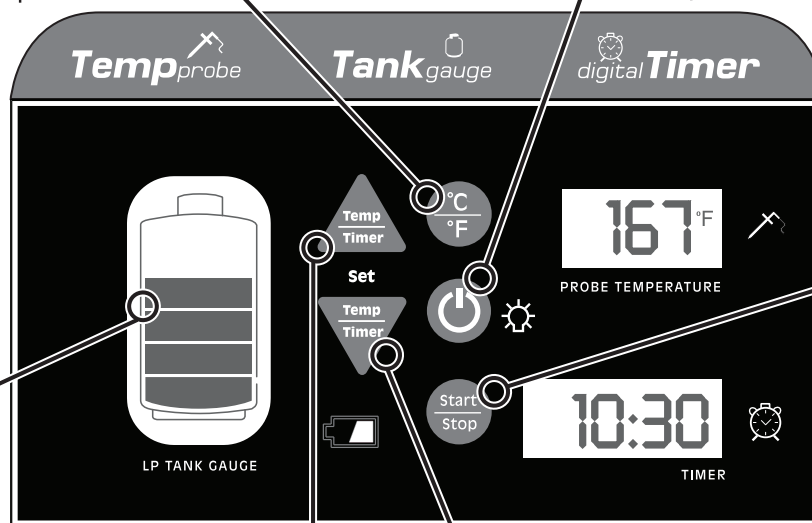 Temp probe
Tank gauge
digital Timer
Temp
Timer
Set
Temp
Timer
°C
°F
Start
Stop
167°F
PROBE TEMPERATURE
10:30
TIMER
LP TANK GAUGE